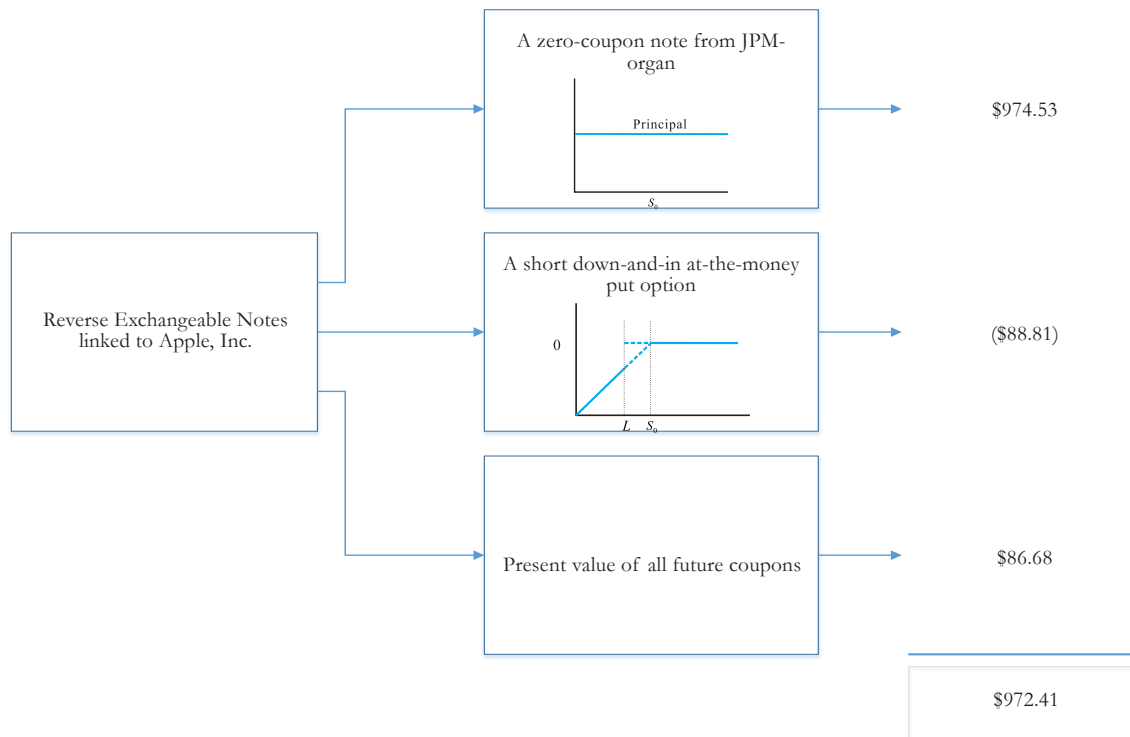 A zero-coupon note from JPM-
organ
Principal
S₀
$974.53
Reverse Exchangeable Notes
linked to Apple, Inc.
A short down-and-in at-the-money
put option
0
L S₀
($88.81)
Present value of all future coupons
$86.68
$972.41